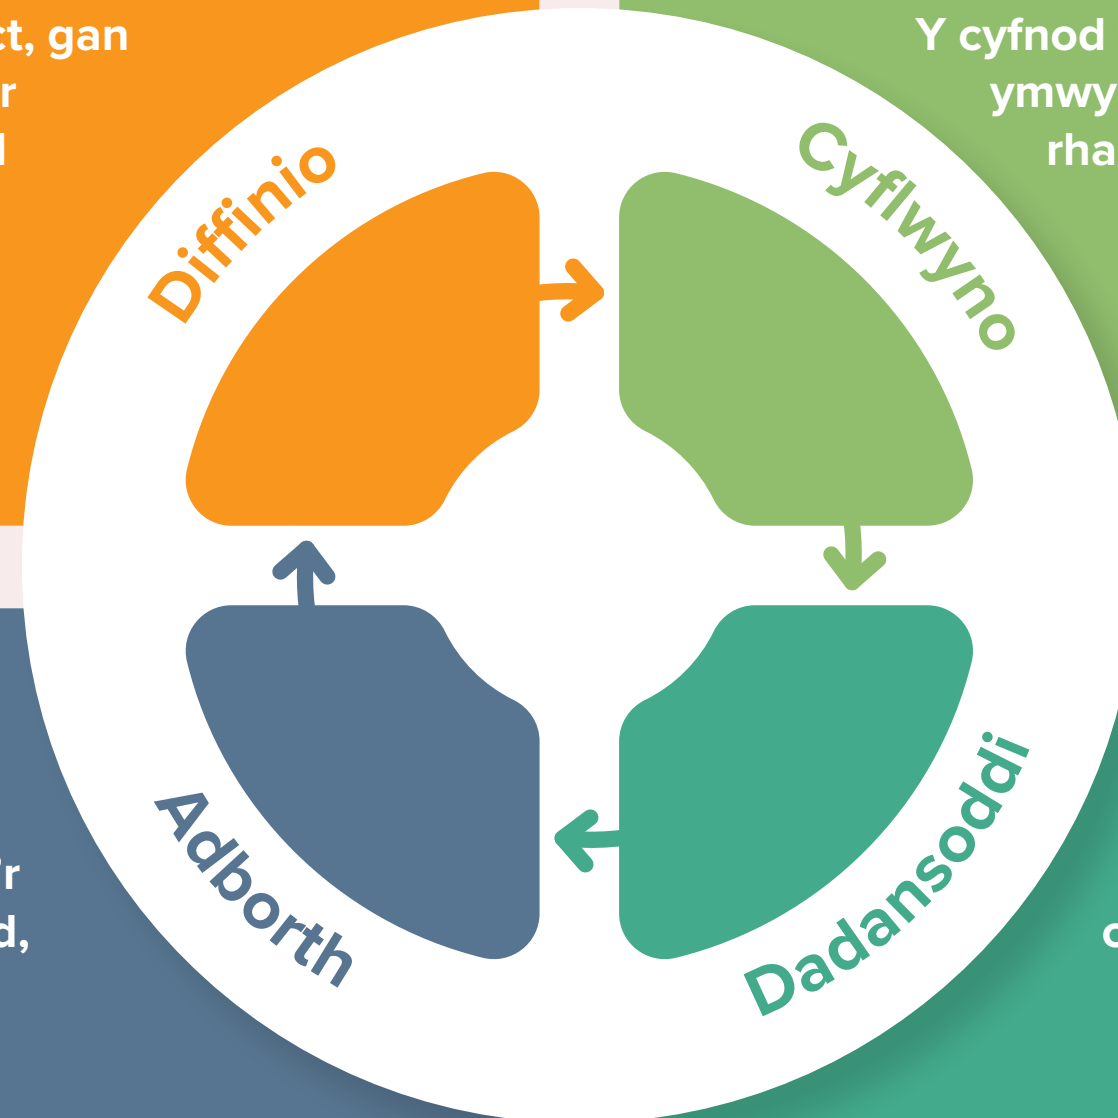 ct, gan
r
Y cyfnod
ymwy
rha
Diffinio
Cyflwyno
Adborth
Dadansoddi
'r
d,